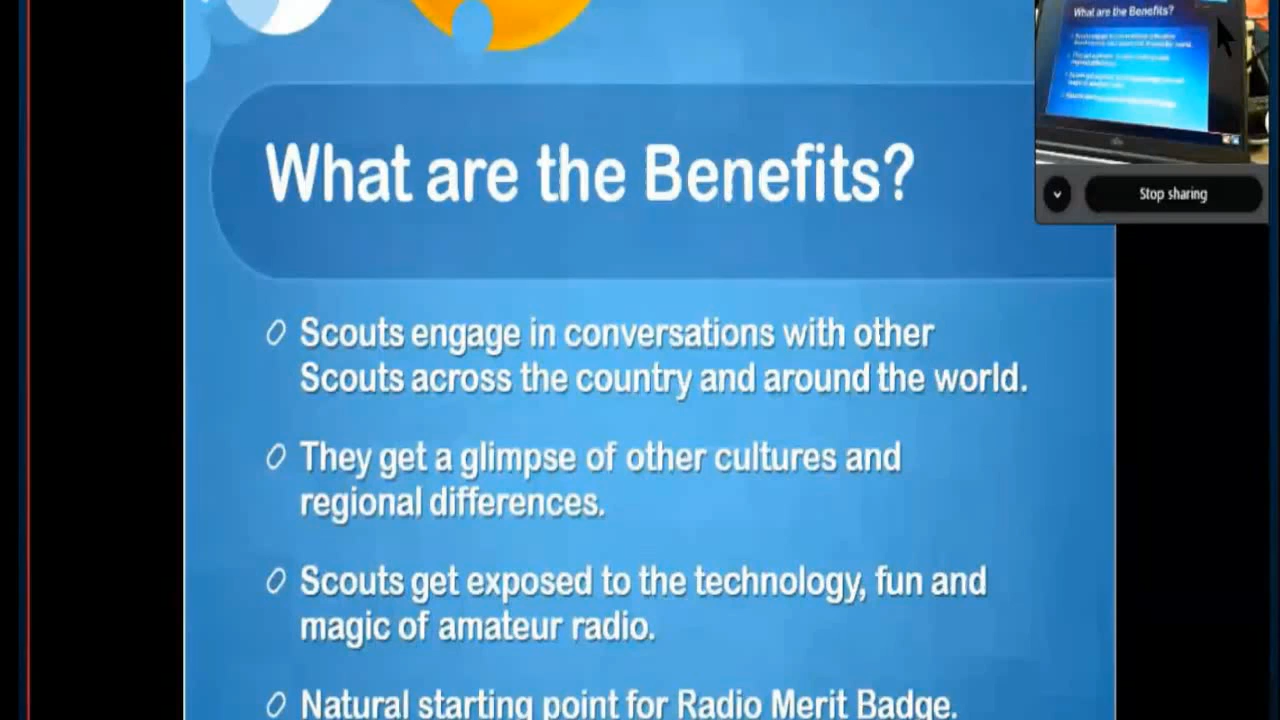 What are the Benefits?
Stop sharing
What are the Benefits?
Scouts engage in conversations with other
Scouts across the country and around the world.
They get a glimpse of other cultures and
regional differences.
Scouts get exposed to the technology, fun and
magic of amateur radio.
Natural starting point for Radio Merit Badge.